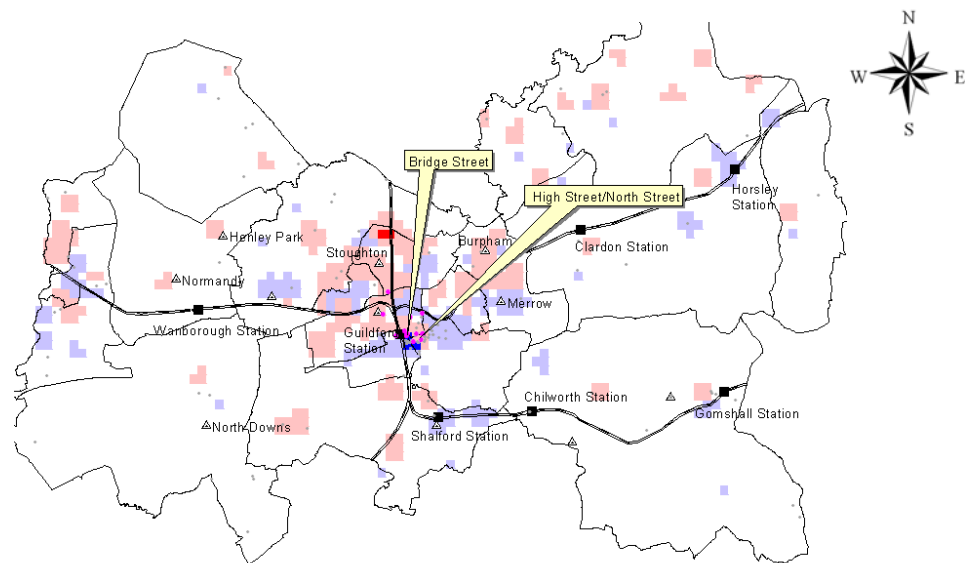 N
W
E
S
Bridge Street
High Street/North Street
Horsley
Station
Henley Park
Burpham
Stoughton
Clardon Station
Normandy
Merrow
Wanborough Station
Guildford
Station
Chilworth Station
Gomshall Station
North Downs
Shalford Station